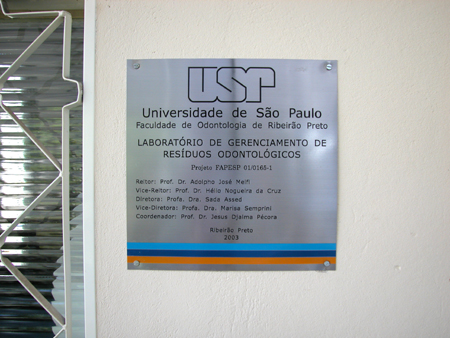 USP
Universidade de São Paulo
Faculdade de Odontologia de Ribeirão Preto
LABORATÓRIO DE GERENCIAMENTO DE
RESÍDUOS ODONTOLÓGICOS
Projeto FAPESP 01/0165-1
Reitor: Prof. Dr. Adolpho José Melfi
Vice-Reitor: Prof. Dr. Hélio Nogueira da Cruz
Diretora: Profa. Dra. Sada Assed
Vice-Diretora: Profa. Dra. Marisa Semprini
Coordenador: Prof. Dr. Jesus Djalma Pécora
Ribeirão Preto
2003